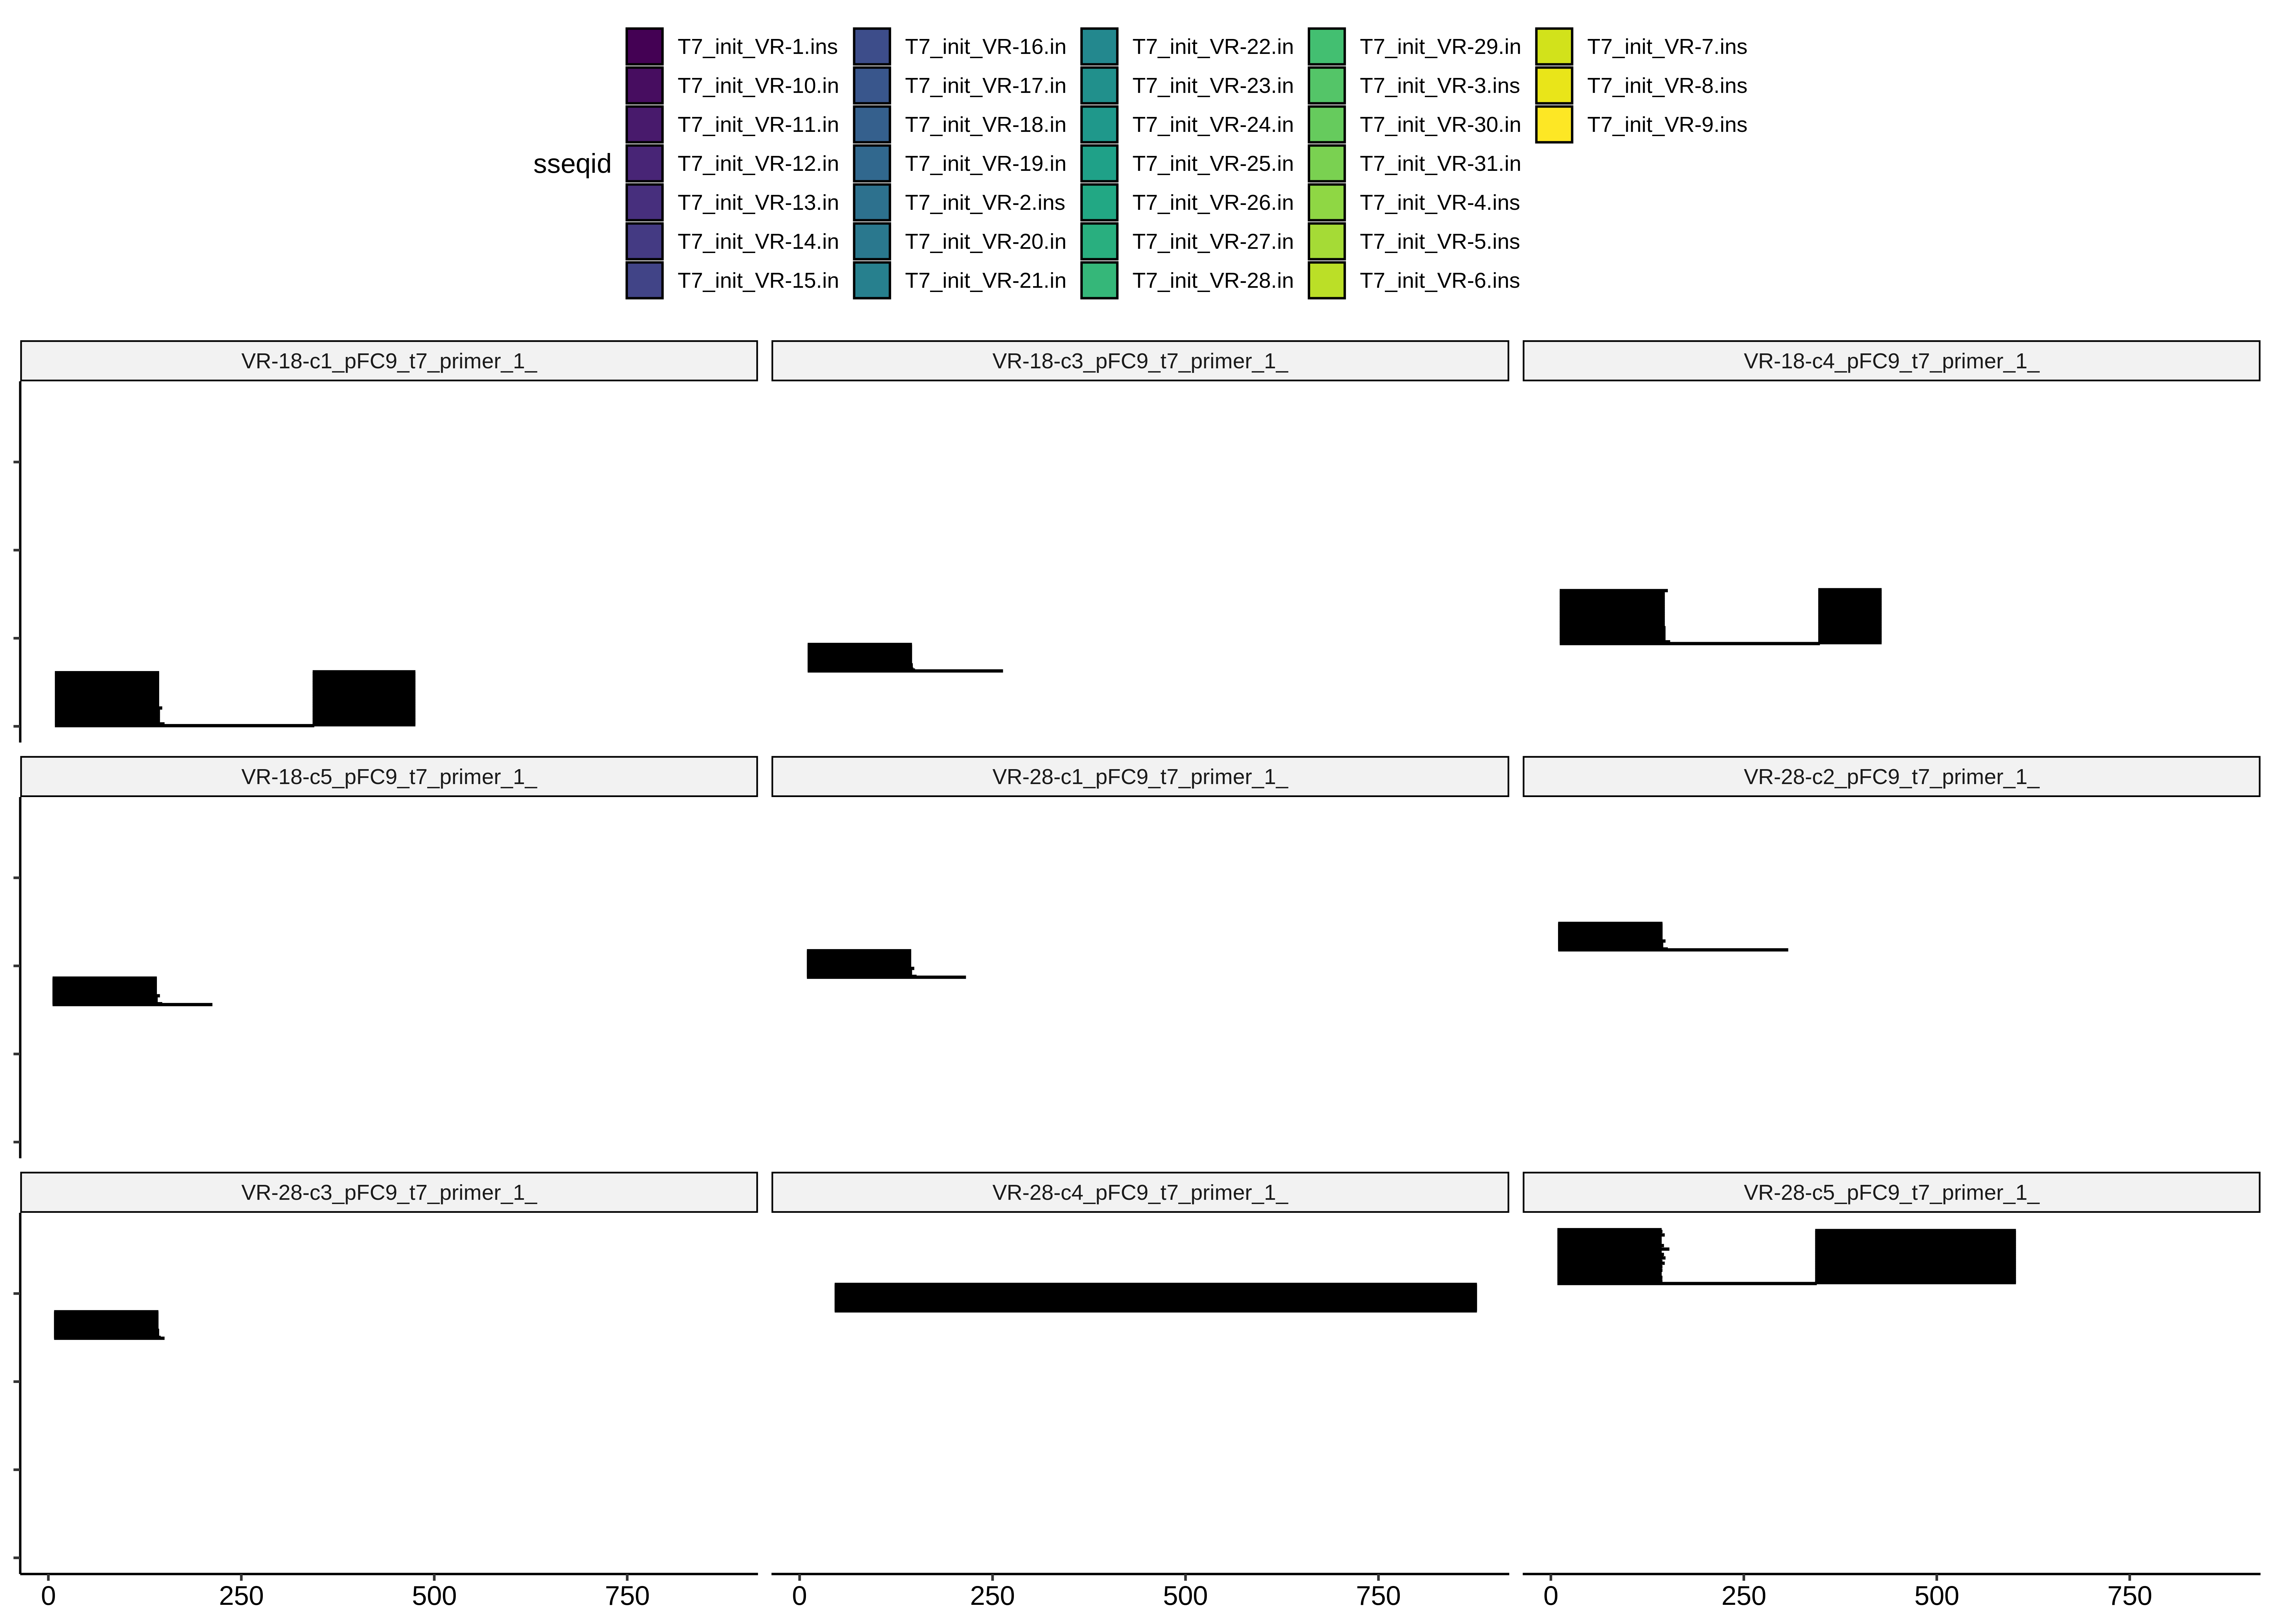 sseqid
T7_init_VR-1.ins
T7_init_VR-10.in
T7_init_VR-11.in
T7_init_VR-12.in
T7_init_VR-13.in
T7_init_VR-14.in
T7_init_VR-15.in
T7_init_VR-16.in
T7_init_VR-17.in
T7_init_VR-18.in
T7_init_VR-19.in
T7_init_VR-2.ins
T7_init_VR-20.in
T7_init_VR-21.in
T7_init_VR-22.in
T7_init_VR-23.in
T7_init_VR-24.in
T7_init_VR-25.in
T7_init_VR-26.in
T7_init_VR-27.in
T7_init_VR-28.in
T7_init_VR-29.in
T7_init_VR-3.ins
T7_init_VR-30.in
T7_init_VR-31.in
T7_init_VR-4.ins
T7_init_VR-5.ins
T7_init_VR-6.ins
T7_init_VR-7.ins
T7_init_VR-8.ins
T7_init_VR-9.ins
VR-18-c1_pFC9_t7_primer_1_
VR-18-c3_pFC9_t7_primer_1_
VR-18-c4_pFC9_t7_primer_1_
VR-18-c5_pFC9_t7_primer_1_
VR-28-c1_pFC9_t7_primer_1_
VR-28-c2_pFC9_t7_primer_1_
VR-28-c3_pFC9_t7_primer_1_
VR-28-c4_pFC9_t7_primer_1_
VR-28-c5_pFC9_t7_primer_1_
0 250 500 750
0 250 500 750
0 250 500 750